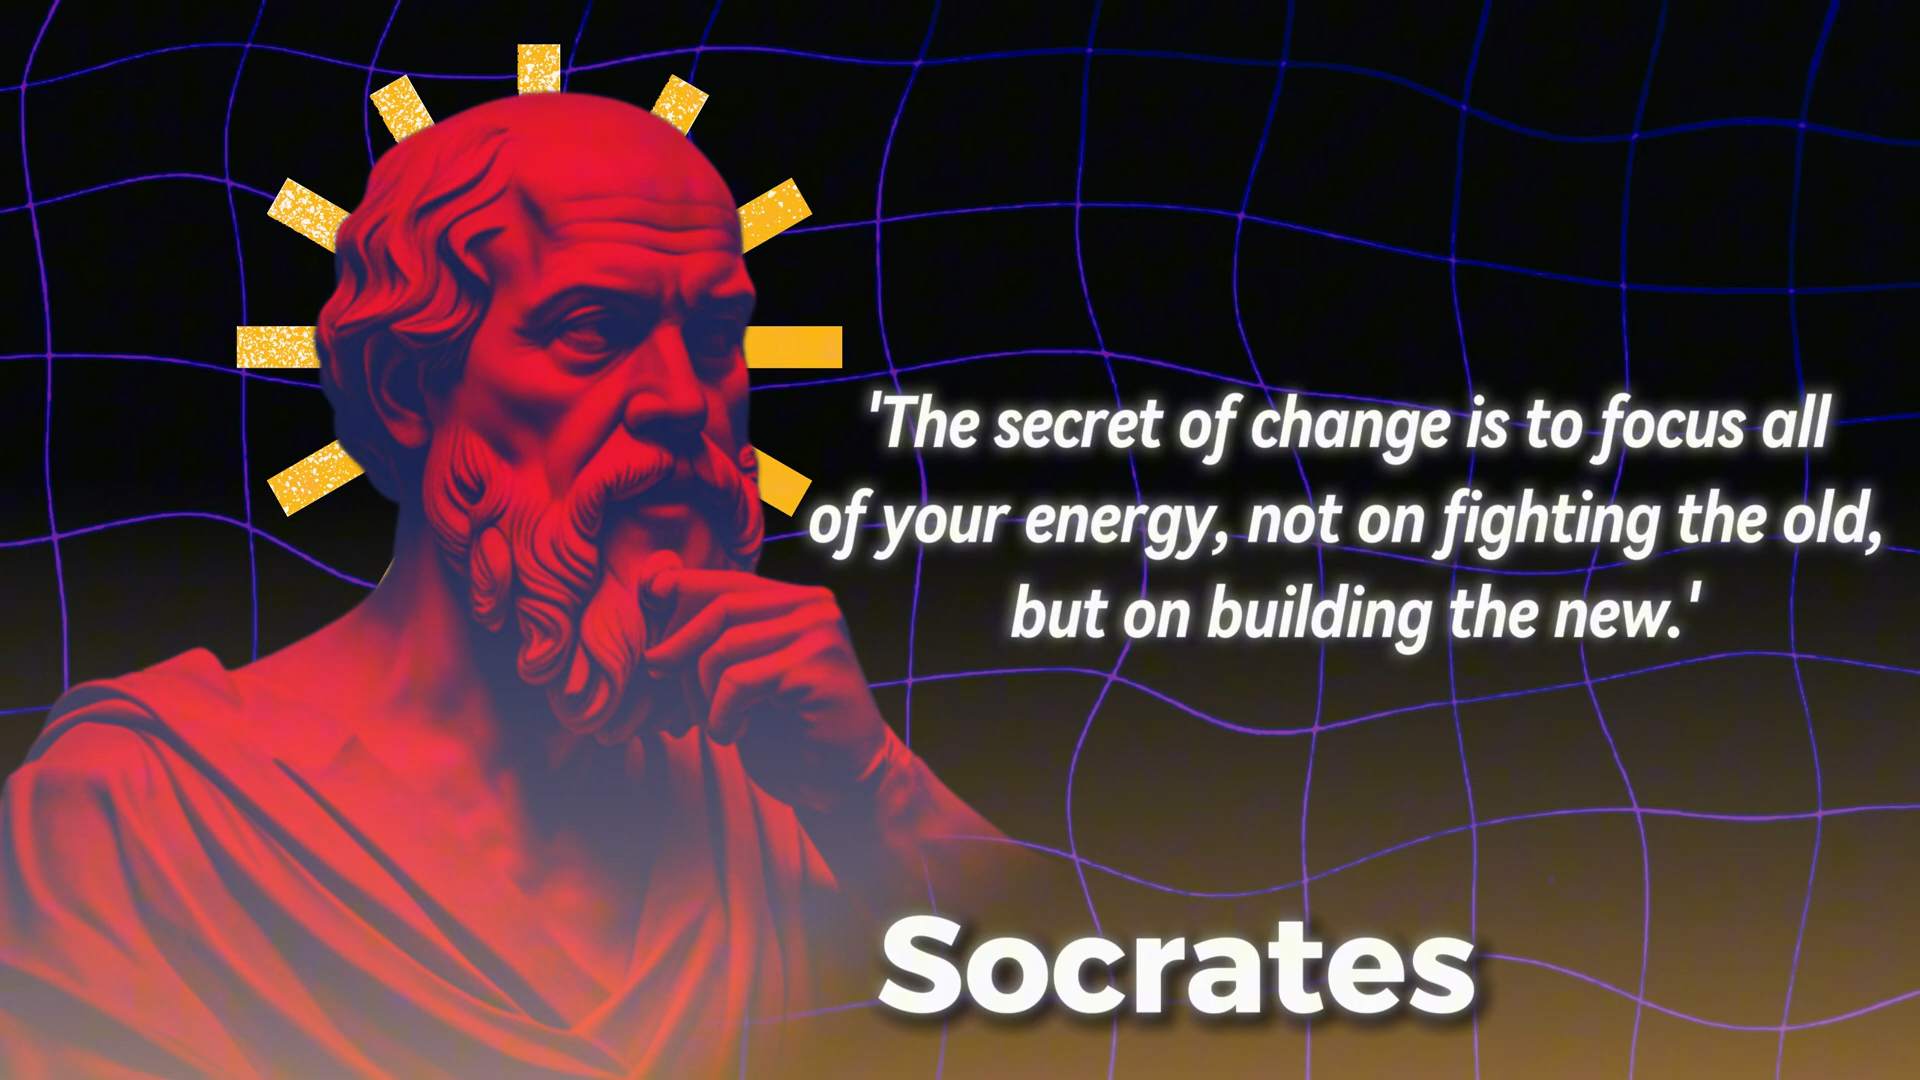 'The secret of change is to focus all
of your energy, not on fighting the old,
but on building the new.'
Socrates